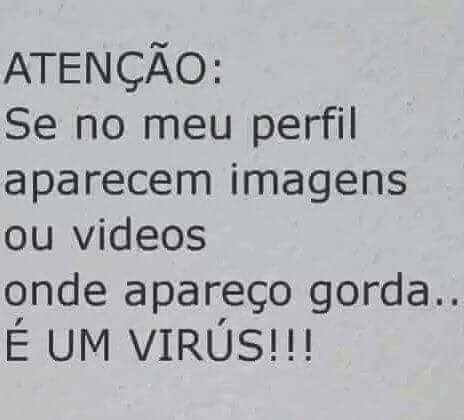 ATENÇÃO:
Se no meu perfil
aparecem imagens
ou videos
onde apareço gorda..
É UM VIRÚS!!!